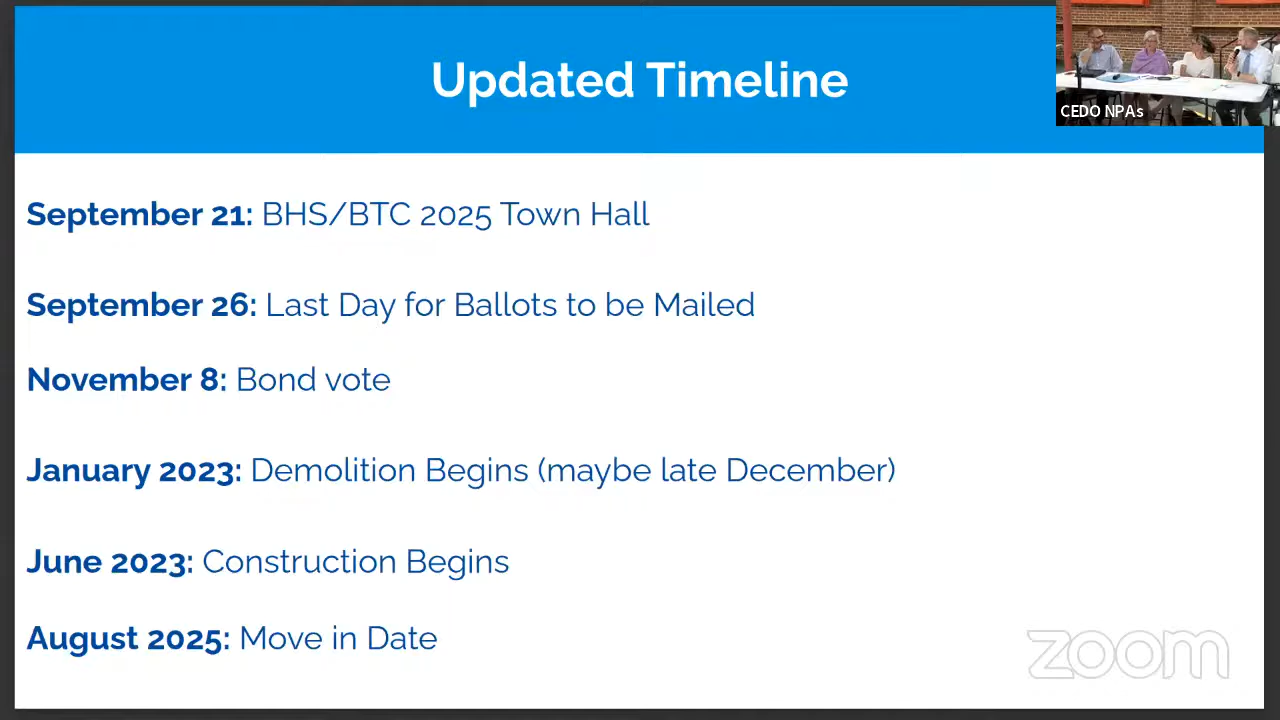 Updated Timeline
CEDO NPAs
September 21: BHS/BTC 2025 Town Hall
September 26: Last Day for Ballots to be Mailed
November 8: Bond vote
January 2023: Demolition Begins (maybe late December)
June 2023: Construction Begins
August 2025: Move in Date
zoom